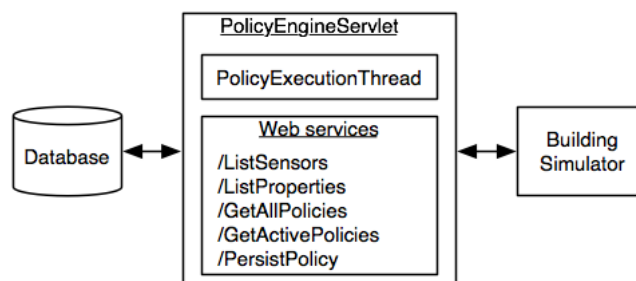 PolicyEngineServlet
PolicyExecutionThread
Web services
/ListSensors
/ListProperties
/GetAllPolicies
/GetActivePolicies
/PersistPolicy
Database
Building
Simulator